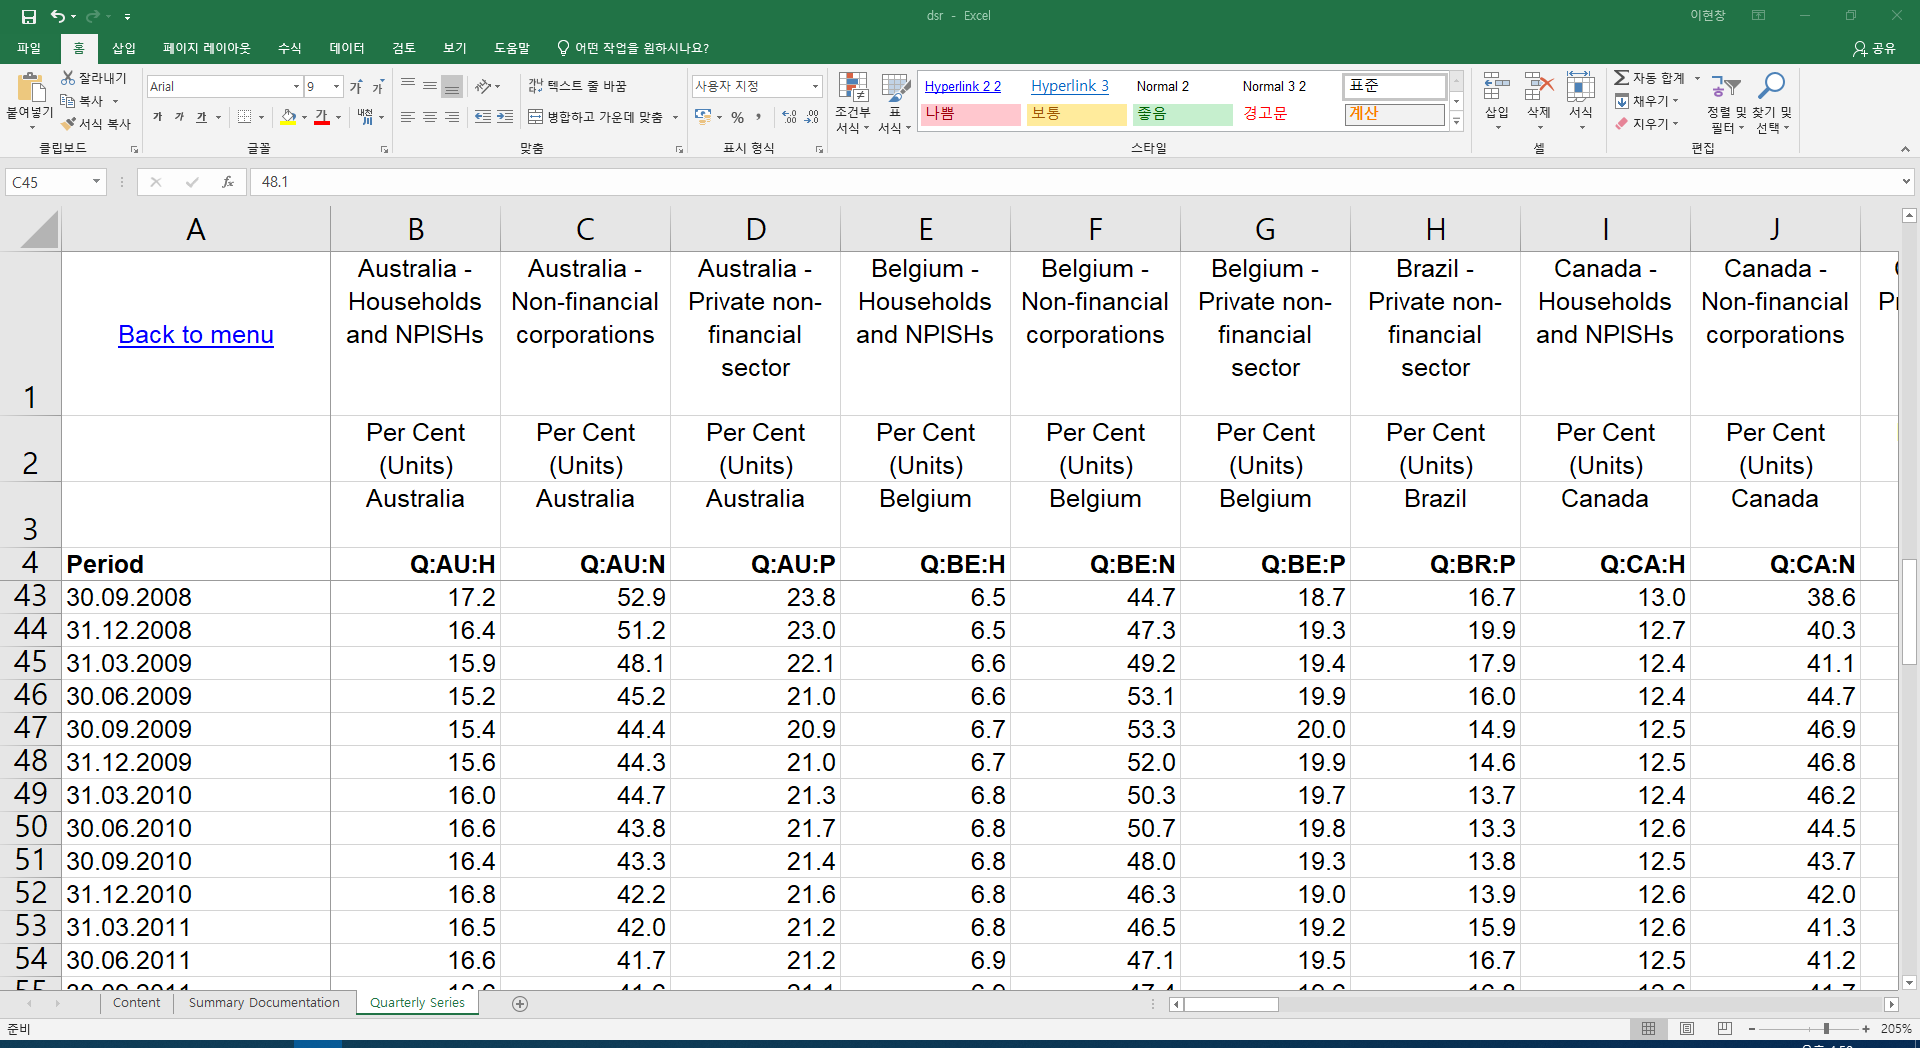 dsr - Excel
이현창
파일 홈 삽입 페이지 레이아웃 수식 데이터 검토 보기 도움말 어떤 작업을 원하시나요? 공유
붙여넣기
잘라내기
복사
서식 복사
클립보드
Arial 9
가 가 가
글꼴
텍스트 줄 바꿈
병합하고 가운데 맞춤
맞춤
사용자 지정
표시 형식
조건부 서식
표 서식
Hyperlink 2 2 Hyperlink 3 Normal 2 Normal 3 2 표준
나쁨 보통 좋음 경고문 계산
스타일
삽입 삭제 서식
셀
자동 합계
채우기
지우기
정렬 및 필터
찾기 및 선택
편집
C45 fx 48.1
A B C D E F G H I J
1 Back to menu
Australia - Households and NPISHs
Australia - Non-financial corporations
Australia - Private non-financial sector
Belgium - Households and NPISHs
Belgium - Non-financial corporations
Belgium - Private non-financial sector
Brazil - Private non-financial sector
Canada - Households and NPISHs
Canada - Non-financial corporations
2 Per Cent (Units) Per Cent (Units) Per Cent (Units) Per Cent (Units) Per Cent (Units) Per Cent (Units) Per Cent (Units) Per Cent (Units) Per Cent (Units)
3 Australia Australia Australia Belgium Belgium Belgium Brazil Canada Canada
4 Period Q:AU:H Q:AU:N Q:AU:P Q:BE:H Q:BE:N Q:BE:P Q:BR:P Q:CA:H Q:CA:N
43 30.09.2008 17.2 52.9 23.8 6.5 44.7 18.7 16.7 13.0 38.6
44 31.12.2008 16.4 51.2 23.0 6.5 47.3 19.3 19.9 12.7 40.3
45 31.03.2009 15.9 48.1 22.1 6.6 49.2 19.4 17.9 12.4 41.1
46 30.06.2009 15.2 45.2 21.0 6.6 53.1 19.9 16.0 12.4 44.7
47 30.09.2009 15.4 44.4 20.9 6.7 53.3 20.0 14.9 12.5 46.9
48 31.12.2009 15.6 44.3 21.0 6.7 52.0 19.9 14.6 12.5 46.8
49 31.03.2010 16.0 44.7 21.3 6.8 50.3 19.7 13.7 12.4 46.2
50 30.06.2010 16.6 43.8 21.7 6.8 50.7 19.8 13.3 12.6 44.5
51 30.09.2010 16.4 43.3 21.4 6.8 48.0 19.3 13.8 12.5 43.7
52 31.12.2010 16.8 42.2 21.6 6.8 46.3 19.0 13.9 12.6 42.0
53 31.03.2011 16.5 42.0 21.2 6.8 46.5 19.2 15.9 12.6 41.3
54 30.06.2011 16.6 41.7 21.2 6.9 47.1 19.5 16.7 12.5 41.2
Content Summary Documentation Quarterly Series
준비
205%